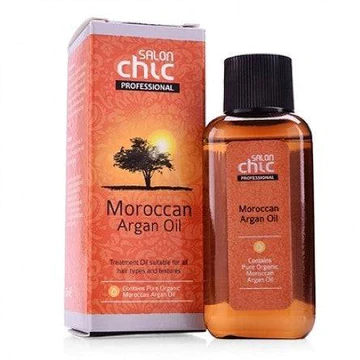 SALON
chic
PROFESSIONAL
Moroccan
Argan Oil
Treatment Oil suitable for all
hair types and textures
Contains Pure Organic
Moroccan Argan Oil
SALON
chic
PROFESSIONAL
Moroccan
Argan Oil
Contains
Pure Organic
Moroccan
Argan Oil